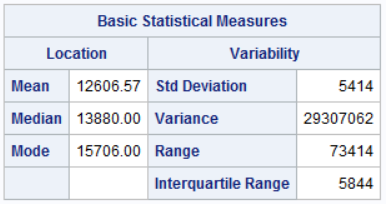 Basic Statistical Measures
Location Variability
Mean 12606.57 Std Deviation 5414
Median 13880.00 Variance 29307062
Mode 15706.00 Range 73414
Interquartile Range 5844